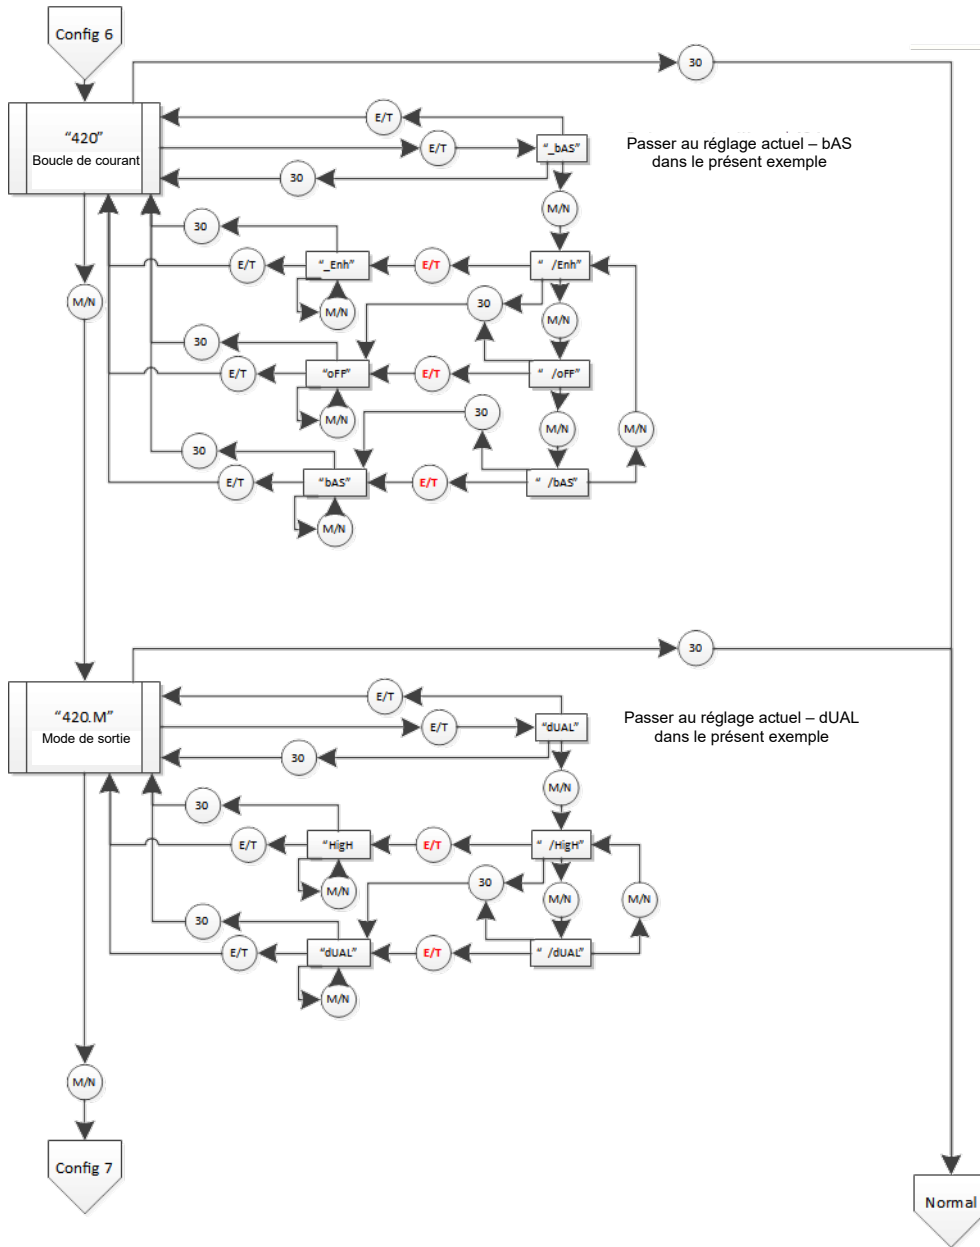 Config 6
30
"420"
Boucle de courant
E/T
E/T
"_bAS"
Passer au réglage actuel – bAS
dans le présent exemple
30
M/N
30
E/T
"_Enh"
E/T
" /Enh"
M/N
30
M/N
M/N
30
E/T
"oFF"
E/T
" /oFF"
M/N
30
M/N
M/N
30
E/T
"bAS"
E/T
" /bAS"
M/N
30
"420.M"
Mode de sortie
E/T
E/T
"dUAL"
Passer au réglage actuel – dUAL
dans le présent exemple
30
M/N
30
E/T
"HigH
E/T
" /HigH"
M/N
30
M/N
M/N
30
E/T
"dUAL"
E/T
" /dUAL"
M/N
M/N
Config 7
Normal